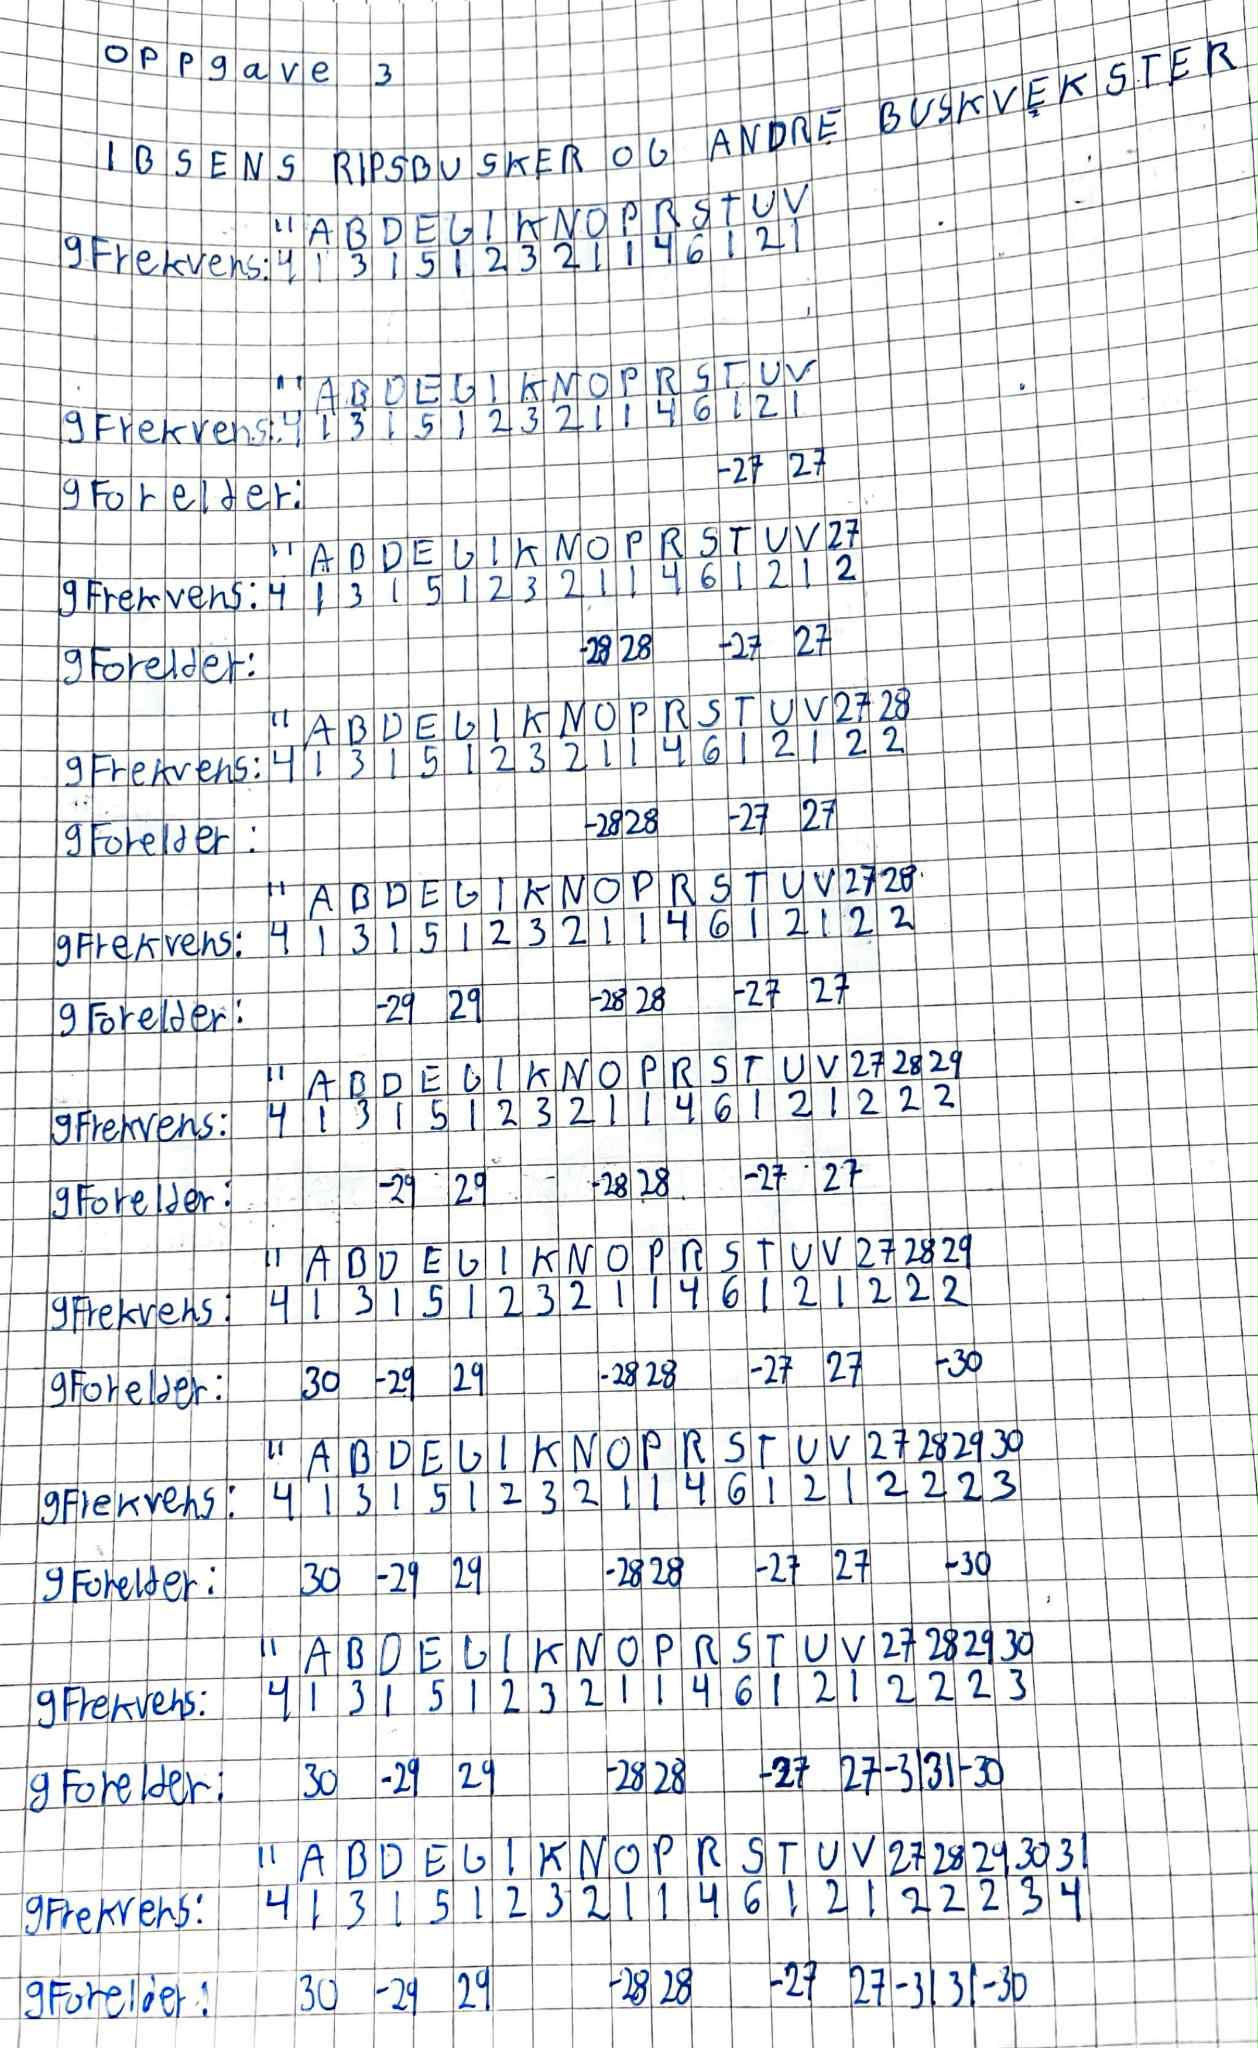 Oppgave 3
IBSENS RIPSBUSKER OG ANDRE BUSKVEKSTER
" A B D E G I K N O P R S T U V
gFrekvens: 4 1 3 1 5 1 2 3 2 1 1 4 6 1 2 1
" A B D E G I K N O P R S T U V
gFrekvens: 4 1 3 1 5 1 2 3 2 1 1 4 6 1 2 1
gForelder: -27 27
" A B D E G I K N O P R S T U V 27
gFrekvens: 4 1 3 1 5 1 2 3 2 1 1 4 6 1 2 1 2
gForelder: -28 28 -27 27
" A B D E G I K N O P R S T U V 27 28
gFrekvens: 4 1 3 1 5 1 2 3 2 1 1 4 6 1 2 1 2 2
gForelder: -28 28 -27 27
" A B D E G I K N O P R S T U V 27 28
gFrekvens: 4 1 3 1 5 1 2 3 2 1 1 4 6 1 2 1 2 2
gForelder: -29 29 -28 28 -27 27
" A B D E G I K N O P R S T U V 27 28 29
gFrekvens: 4 1 3 1 5 1 2 3 2 1 1 4 6 1 2 1 2 2 2
gForelder: -29 29 -28 28 -27 27
" A B D E G I K N O P R S T U V 27 28 29
gFrekvens: 4 1 3 1 5 1 2 3 2 1 1 4 6 1 2 1 2 2 2
gForelder: 30 -29 29 -28 28 -27 27 -30
" A B D E G I K N O P R S T U V 27 28 29 30
gFrekvens: 4 1 3 1 5 1 2 3 2 1 1 4 6 1 2 1 2 2 2 3
gForelder: 30 -29 29 -28 28 -27 27 -30
" A B D E G I K N O P R S T U V 27 28 29 30
gFrekvens: 4 1 3 1 5 1 2 3 2 1 1 4 6 1 2 1 2 2 2 3
gForelder: 30 -29 29 -28 28 -27 27 -31 31 -30
" A B D E G I K N O P R S T U V 27 28 29 30 31
gFrekvens: 4 1 3 1 5 1 2 3 2 1 1 4 6 1 2 1 2 2 2 3 4
gForelder: 30 -29 29 -28 28 -27 27 -31 31 -30